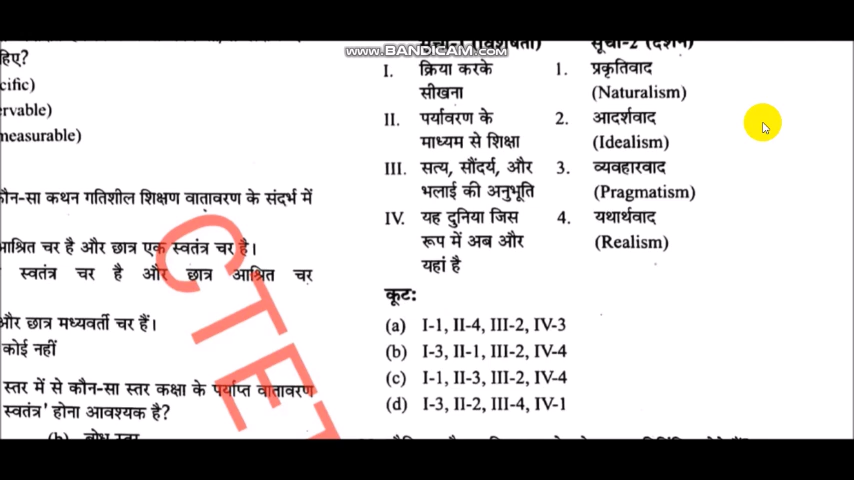 WWW.BANDICAM.COM
हिए?
cific)
ervable)
measurable)
कौन-सा कथन गतिशील शिक्षण वातावरण के संदर्भ में
आश्रित चर है और छात्र एक स्वतंत्र चर है।
स्वतंत्र चर है और छात्र आश्रित चर
और छात्र मध्यवर्ती चर हैं।
कोई नहीं
स्तर में से कौन-सा स्तर कक्षा के पर्याप्त वातावरण
स्वतंत्र' होना आवश्यक है?
(b) बोध स्तर
CTET
सूची-1 (विशेषता) सूची-2 (दर्शन)
I. क्रिया करके 1. प्रकृतिवाद
सीखना (Naturalism)
II. पर्यावरण के 2. आदर्शवाद
माध्यम से शिक्षा (Idealism)
III. सत्य, सौंदर्य, और 3. व्यवहारवाद
भलाई की अनुभूति (Pragmatism)
IV. यह दुनिया जिस 4. यथार्थवाद
रूप में अब और (Realism)
यहां है
कूट:
(a) I-1, II-4, III-2, IV-3
(b) I-3, II-1, III-2, IV-4
(c) I-1, II-3, III-2, IV-4
(d) I-3, II-2, III-4, IV-1